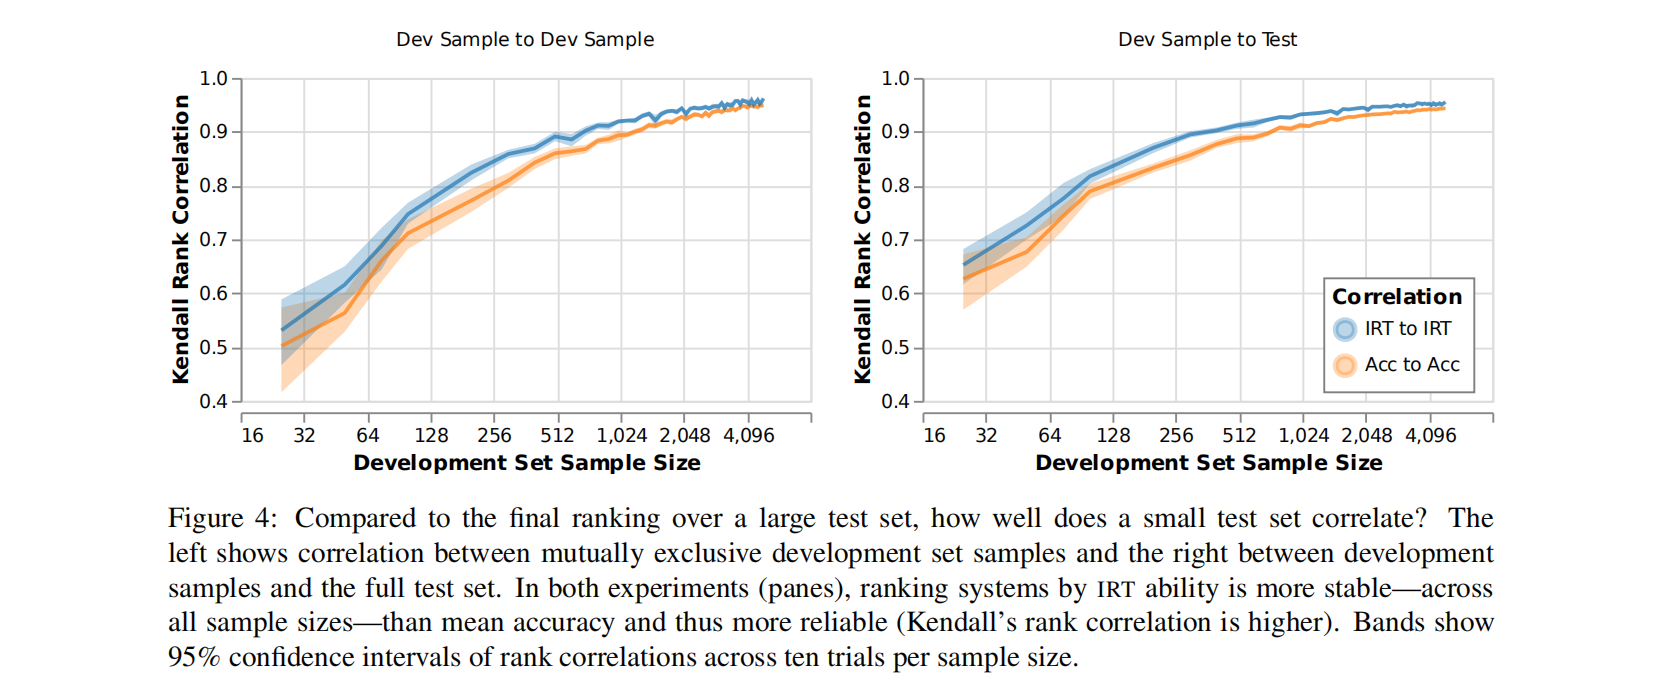 Dev Sample to Dev Sample
Kendall Rank Correlation
1.0
0.9
0.8
0.7
0.6
0.5
0.4
16 32 64 128 256 512 1,024 2,048 4,096
Development Set Sample Size
Dev Sample to Test
Kendall Rank Correlation
1.0
0.9
0.8
0.7
0.6
0.5
0.4
Correlation
IRT to IRT
Acc to Acc
16 32 64 128 256 512 1,024 2,048 4,096
Development Set Sample Size
Figure 4: Compared to the final ranking over a large test set, how well does a small test set correlate? The
left shows correlation between mutually exclusive development set samples and the right between development
samples and the full test set. In both experiments (panes), ranking systems by IRT ability is more stable—across
all sample sizes—than mean accuracy and thus more reliable (Kendall’s rank correlation is higher). Bands show
95% confidence intervals of rank correlations across ten trials per sample size.